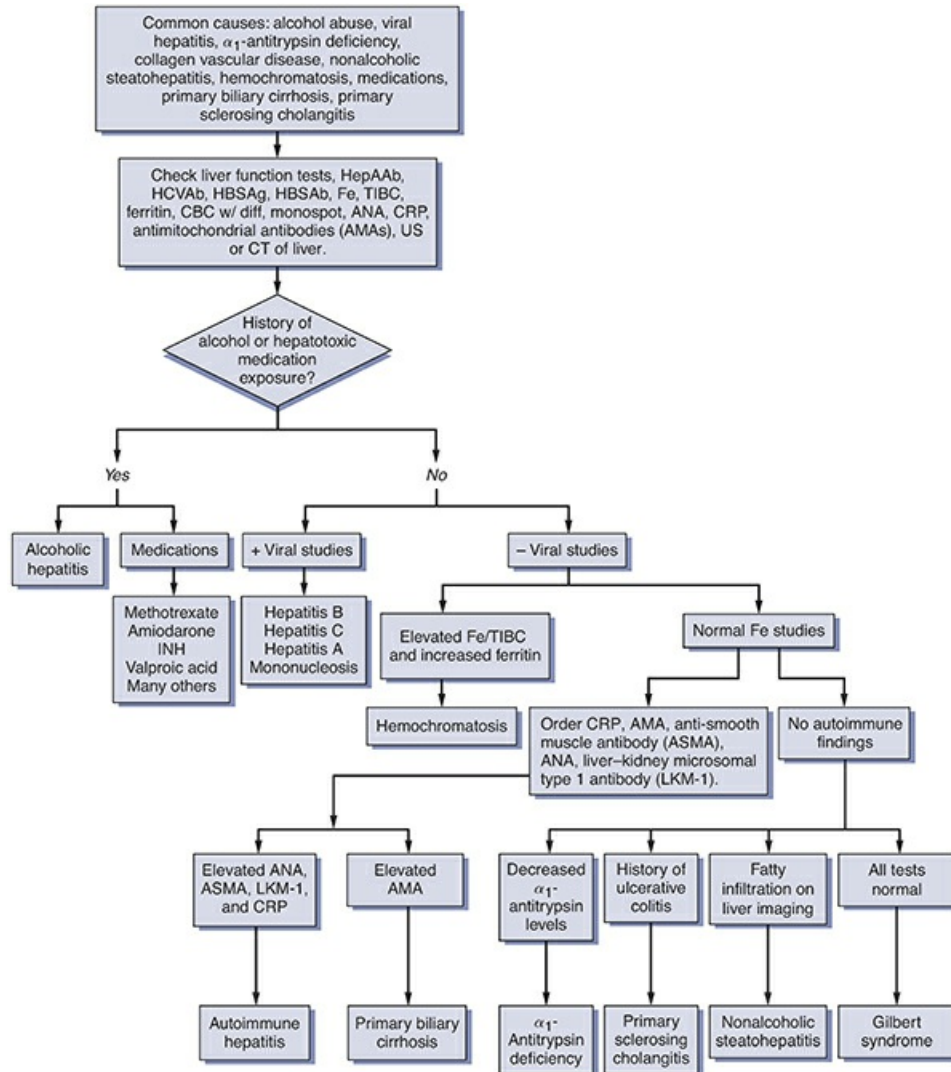 Common causes: alcohol abuse, viral
hepatitis, α1-antitrypsin deficiency,
collagen vascular disease, nonalcoholic
steatohepatitis, hemochromatosis, medications,
primary biliary cirrhosis, primary
sclerosing cholangitis
Check liver function tests, HepAAb,
HCVAb, HBSAg, HBSAb, Fe, TIBC,
ferritin, CBC w/ diff, monospot, ANA, CRP,
antimitochondrial antibodies (AMAs), US
or CT of liver.
History of
alcohol or hepatotoxic
medication
exposure?
Yes
No
Alcoholic
hepatitis
Medications
+ Viral studies
– Viral studies
Methotrexate
Amiodarone
INH
Valproic acid
Many others
Hepatitis B
Hepatitis C
Hepatitis A
Mononucleosis
Elevated Fe/TIBC
and increased ferritin
Normal Fe studies
Hemochromatosis
Order CRP, AMA, anti-smooth
muscle antibody (ASMA),
ANA, liver–kidney microsomal
type 1 antibody (LKM-1).
No autoimmune
findings
Elevated ANA,
ASMA, LKM-1,
and CRP
Elevated
AMA
Decreased
α1-
antitrypsin
levels
History of
ulcerative
colitis
Fatty
infiltration on
liver imaging
All tests
normal
Autoimmune
hepatitis
Primary biliary
cirrhosis
α1-
Antitrypsin
deficiency
Primary
sclerosing
cholangitis
Nonalcoholic
steatohepatitis
Gilbert
syndrome